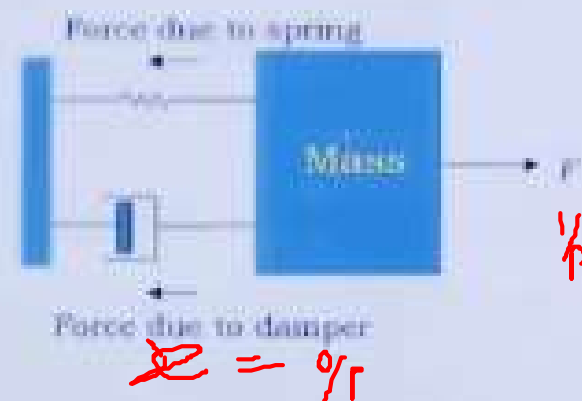 Force due to spring
Mass
F
Force due to damper
= o/p